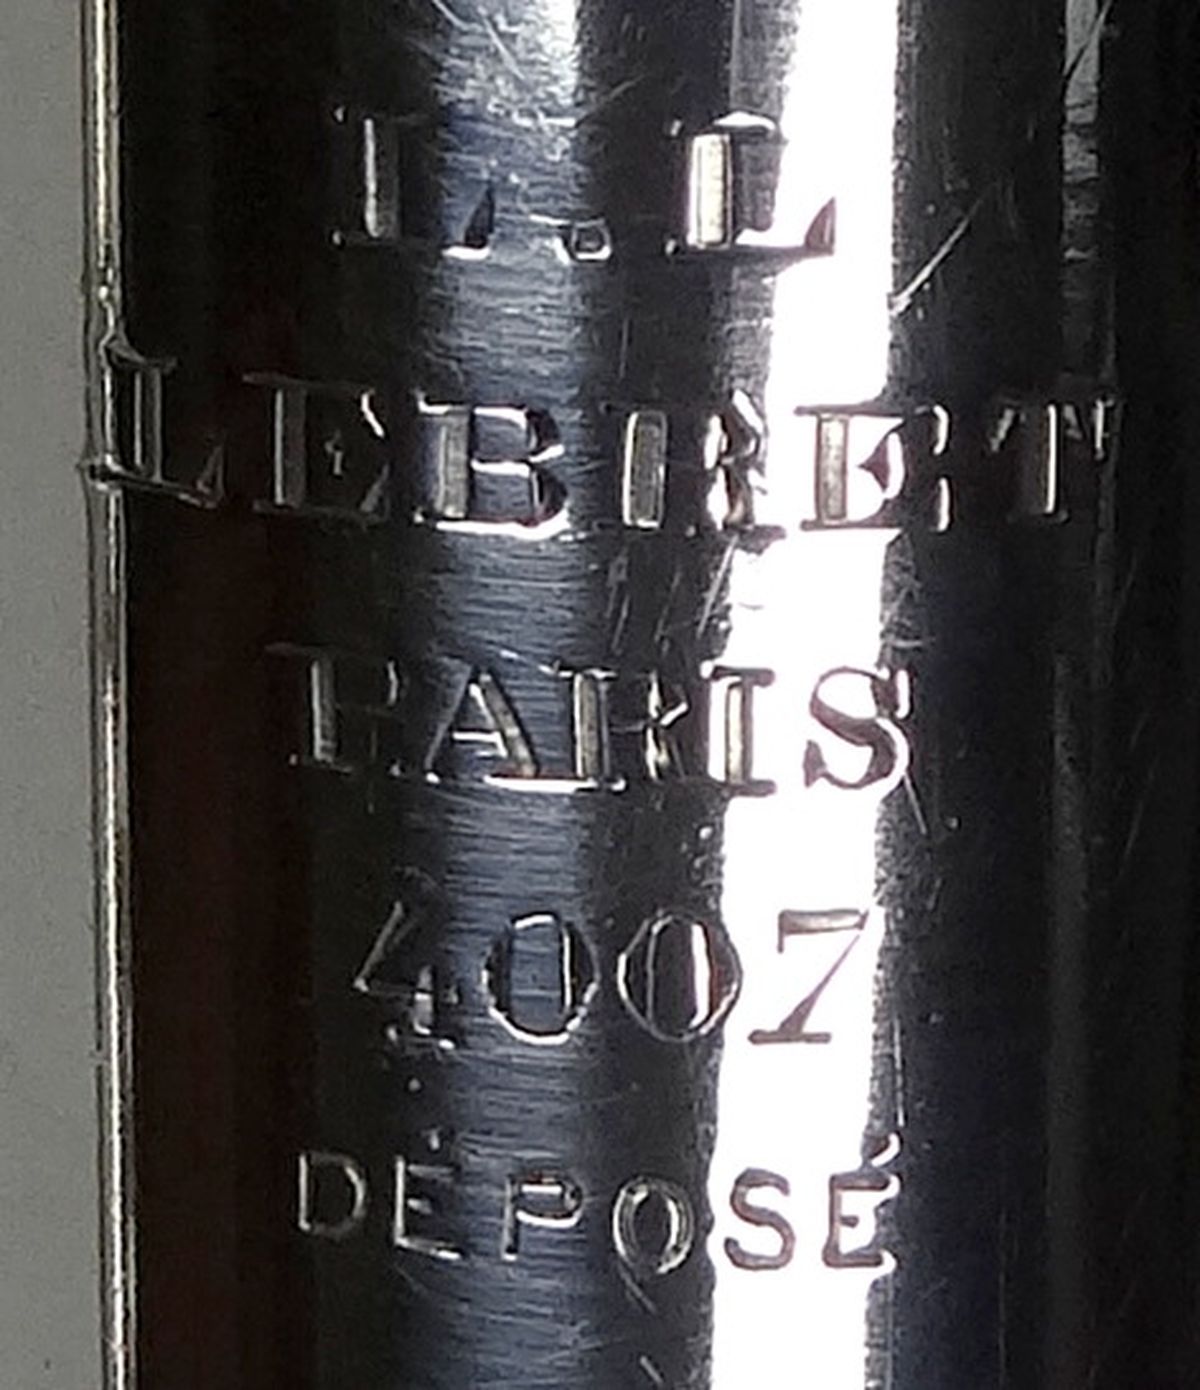 L. L.
LEBRET
PARIS
4007
DÉPOSÉ